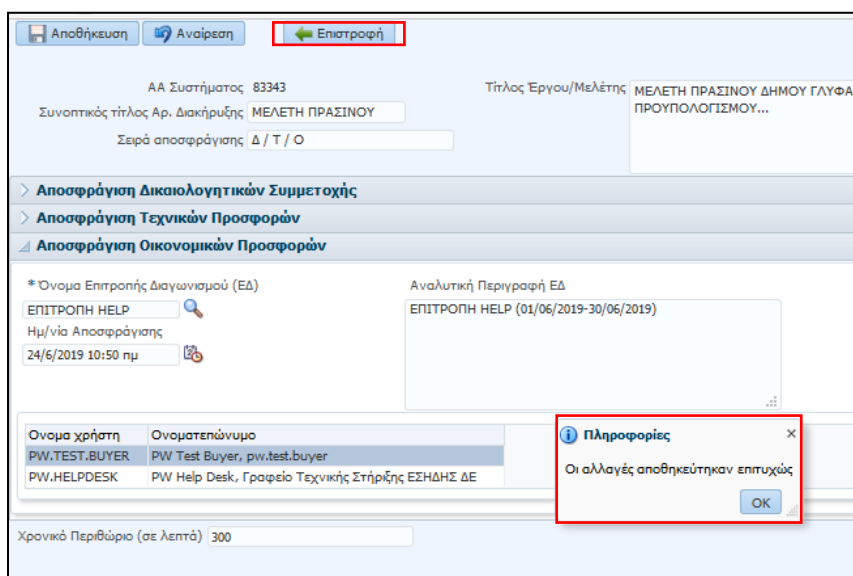 Αποθήκευση Αναίρεση Επιστροφή
ΑΑ Συστήματος 83343
Τίτλος Έργου/Μελέτης ΜΕΛΕΤΗ ΠΡΑΣΙΝΟΥ ΔΗΜΟΥ ΓΛΥΦΑ
ΠΡΟΥΠΟΛΟΓΙΣΜΟΥ...
Συνοπτικός τίτλος Αρ. Διακήρυξης ΜΕΛΕΤΗ ΠΡΑΣΙΝΟΥ
Σειρά αποσφράγισης Δ / Τ / Ο
Αποσφράγιση Δικαιολογητικών Συμμετοχής
Αποσφράγιση Τεχνικών Προσφορών
Αποσφράγιση Οικονομικών Προσφορών
* Όνομα Επιτροπής Διαγωνισμού (ΕΔ)
ΕΠΙΤΡΟΠΗ HELP
Ημ/νία Αποσφράγισης
24/6/2019 10:50 πμ
Αναλυτική Περιγραφή ΕΔ
ΕΠΙΤΡΟΠΗ HELP (01/06/2019-30/06/2019)
Ονομα χρήστη Ονοματεπώνυμο
PW.TEST.BUYER PW Test Buyer, pw.test.buyer
PW.HELPDESK PW Help Desk, Γραφείο Τεχνικής Στήριξης ΕΣΗΔΗΣ ΔΕ
Πληροφορίες
Οι αλλαγές αποθηκεύτηκαν επιτυχώς
OK
Χρονικό Περιθώριο (σε λεπτά) 300